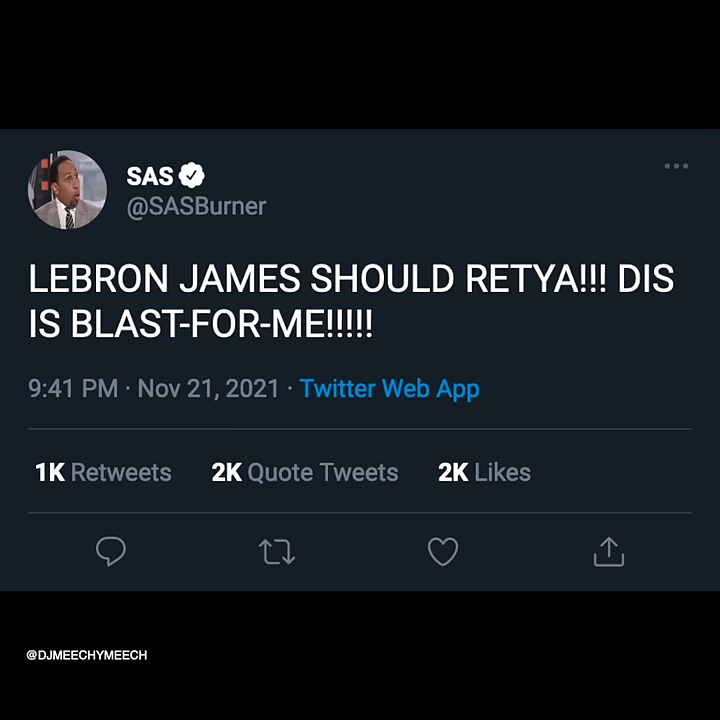 SAS
@SASBurner
LEBRON JAMES SHOULD RETYA!!! DIS
IS BLAST-FOR-ME!!!!!
9:41 PM · Nov 21, 2021 · Twitter Web App
1K Retweets 2K Quote Tweets 2K Likes
@DJMEECHYMEECH